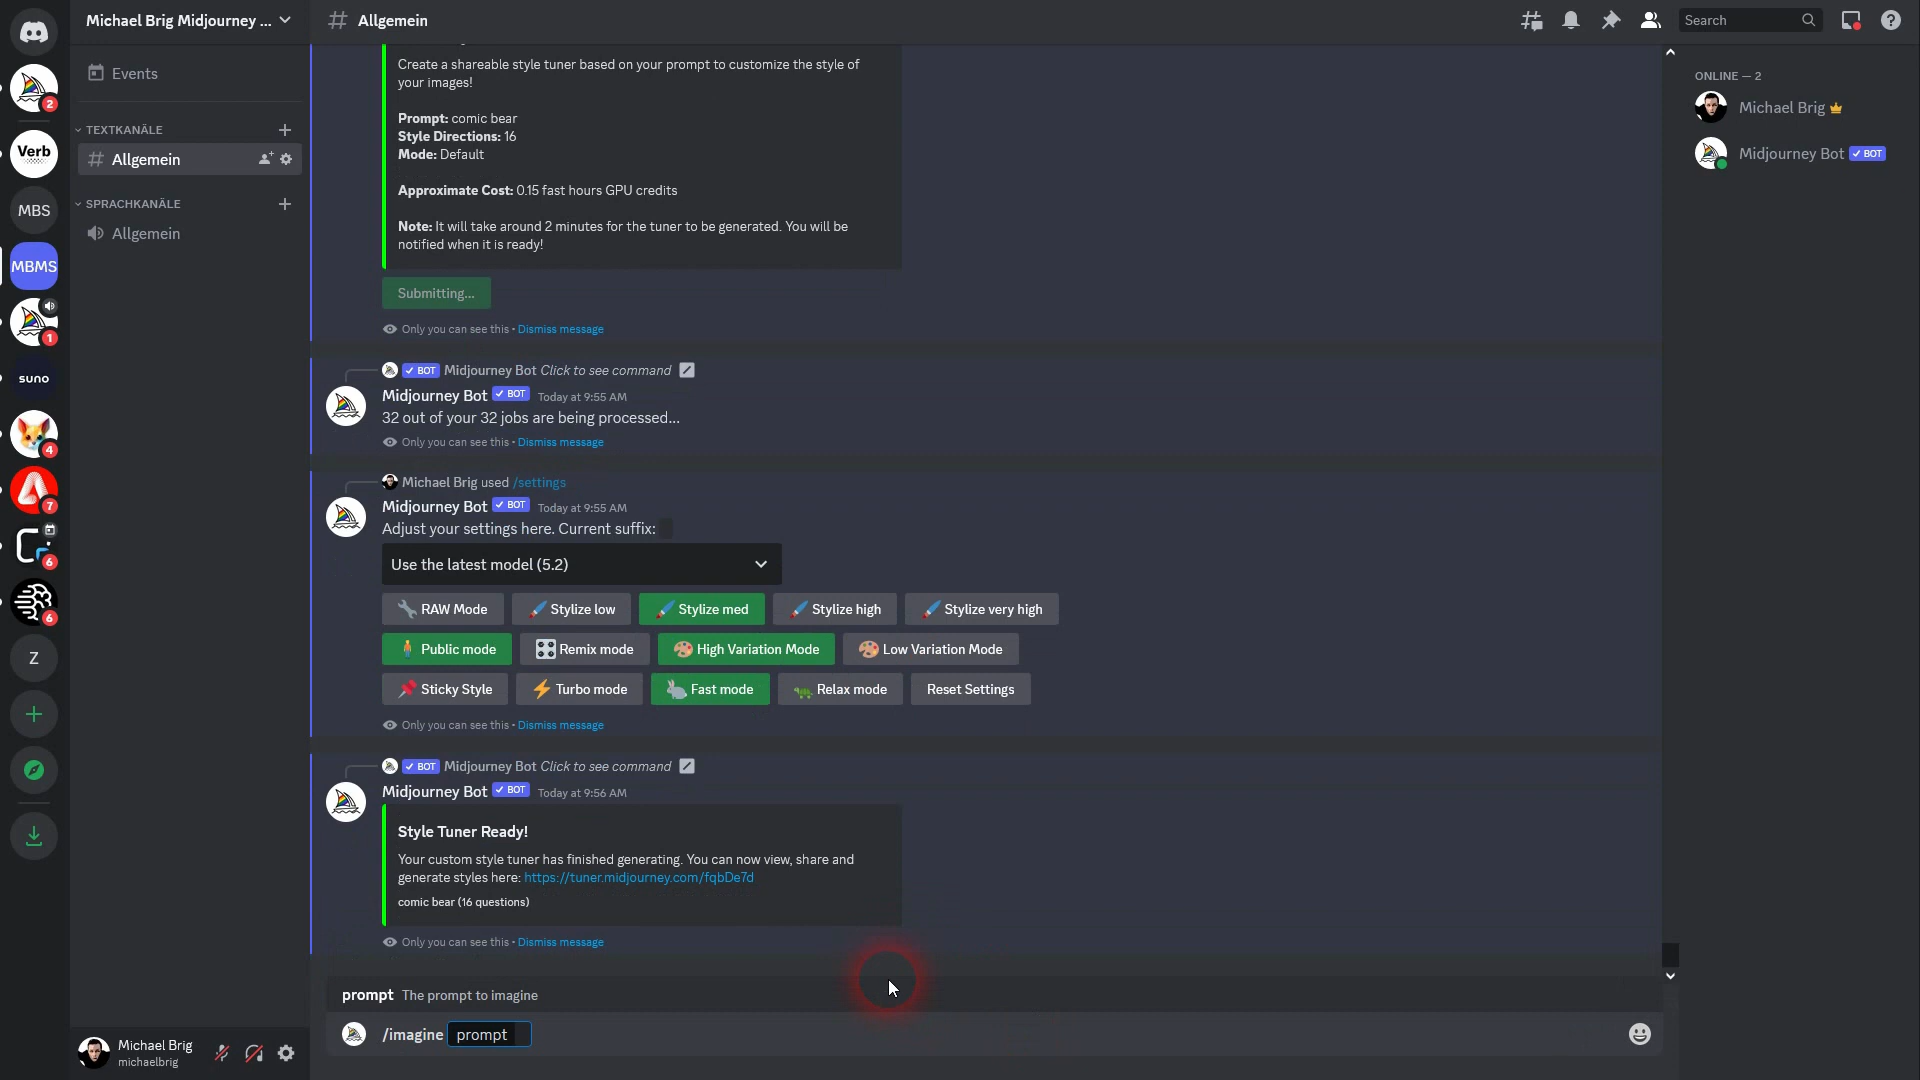 Michael Brig Midjourney ...
Allgemein
Search
2
Events
Create a shareable style tuner based on your prompt to customize the style of
your images!
ONLINE — 2
Michael Brig
Prompt: comic bear
Style Directions: 16
Mode: Default
TEXTKANÄLE
Verb
Allgemein
Midjourney Bot BOT
Approximate Cost: 0.15 fast hours GPU credits
SPRACHKANÄLE
MBS
Note: It will take around 2 minutes for the tuner to be generated. You will be
notified when it is ready!
Allgemein
MBMS
Submitting...
1
Only you can see this • Dismiss message
suno
BOT Midjourney Bot Click to see command
Midjourney Bot BOT Today at 9:55 AM
32 out of your 32 jobs are being processed...
Only you can see this • Dismiss message
4
Michael Brig used /settings
Midjourney Bot BOT Today at 9:55 AM
7
Adjust your settings here. Current suffix:
Use the latest model (5.2)
6
RAW Mode
Stylize low
Stylize med
Stylize high
Stylize very high
6
Public mode
Remix mode
High Variation Mode
Low Variation Mode
Z
Sticky Style
Turbo mode
Fast mode
Relax mode
Reset Settings
Only you can see this • Dismiss message
BOT Midjourney Bot Click to see command
Midjourney Bot BOT Today at 9:56 AM
Style Tuner Ready!
Your custom style tuner has finished generating. You can now view, share and
generate styles here: https://tuner.midjourney.com/fqbDe7d
comic bear (16 questions)
Only you can see this • Dismiss message
prompt The prompt to imagine
/imagine prompt
Michael Brig
michaelbrig